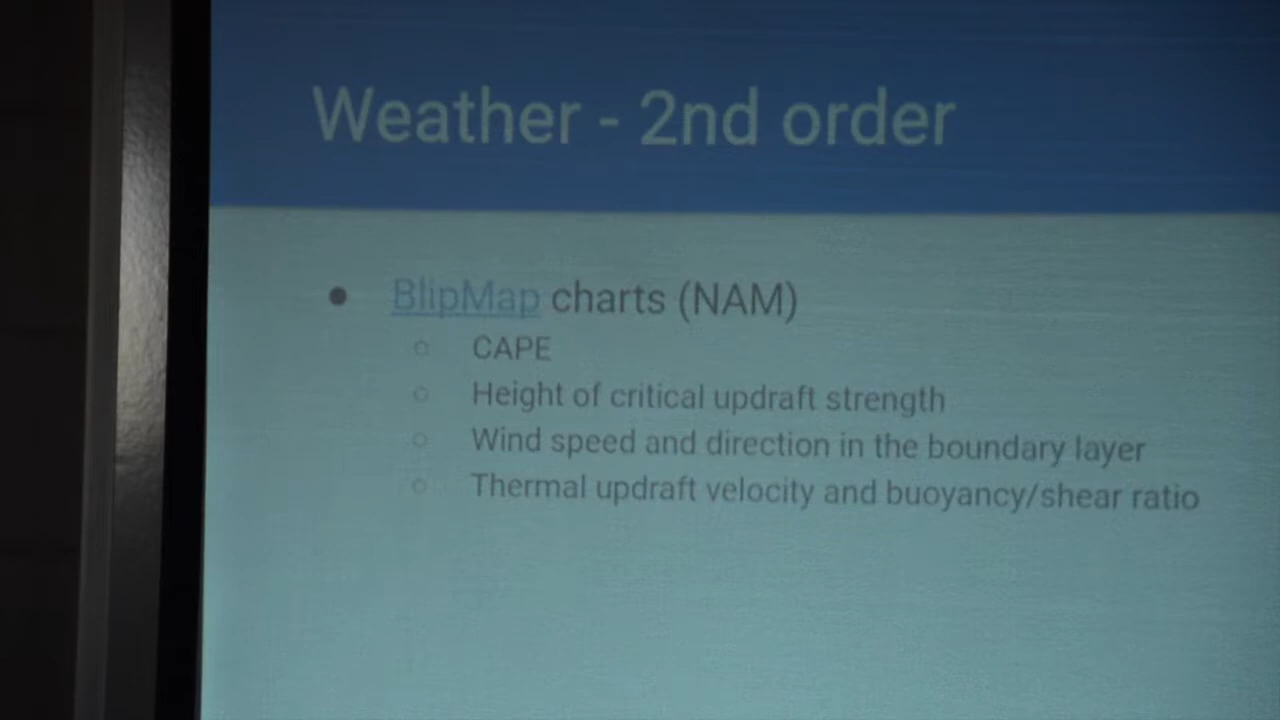 Weather - 2nd order
BlipMap charts (NAM)
CAPE
Height of critical updraft strength
Wind speed and direction in the boundary layer
Thermal updraft velocity and buoyancy/shear ratio